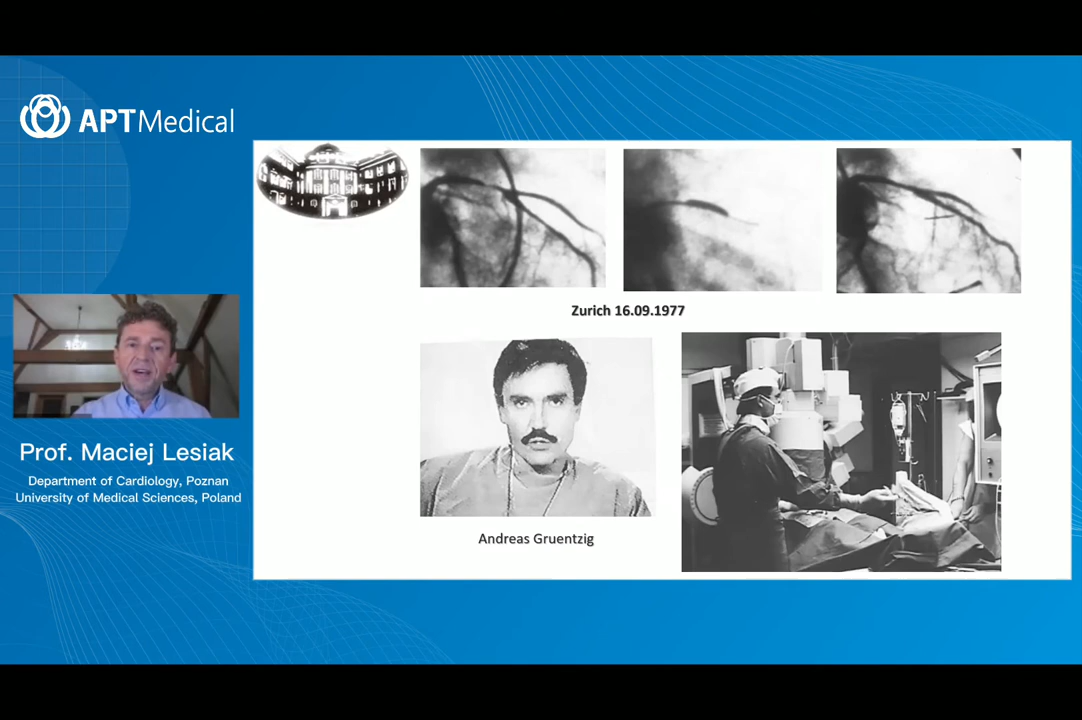 APTMedical
Zurich 16.09.1977
Andreas Gruentzig
Prof. Maciej Lesiak
Department of Cardiology, Poznan
University of Medical Sciences, Poland